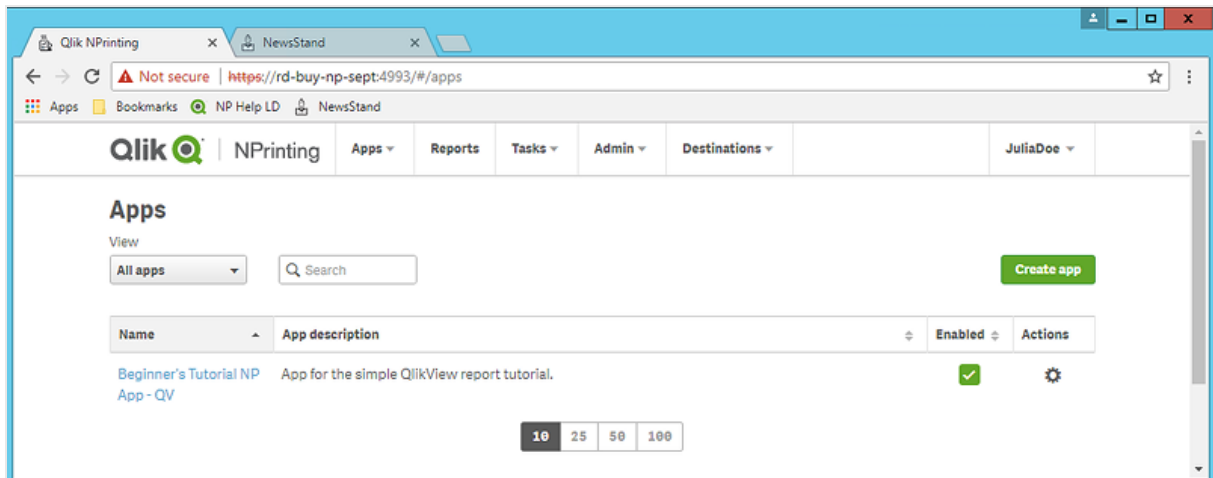 Qlik NPrinting NewsStand
Not secure | https://rd-buy-np-sept:4993/#/apps
Apps Bookmarks NP Help LD NewsStand
Qlik NPrinting Apps Reports Tasks Admin Destinations JuliaDoe
Apps
View
All apps Search Create app
Name App description Enabled Actions
Beginner's Tutorial NP App for the simple QlikView report tutorial.
App - QV
10 25 50 100